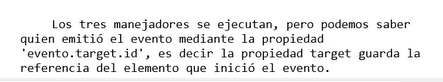 Los tres manejadores se ejecutan, pero podemos saber
quien emitió el evento mediante la propiedad
'evento.target.id', es decir la propiedad target guarda la
referencia del elemento que inició el evento.